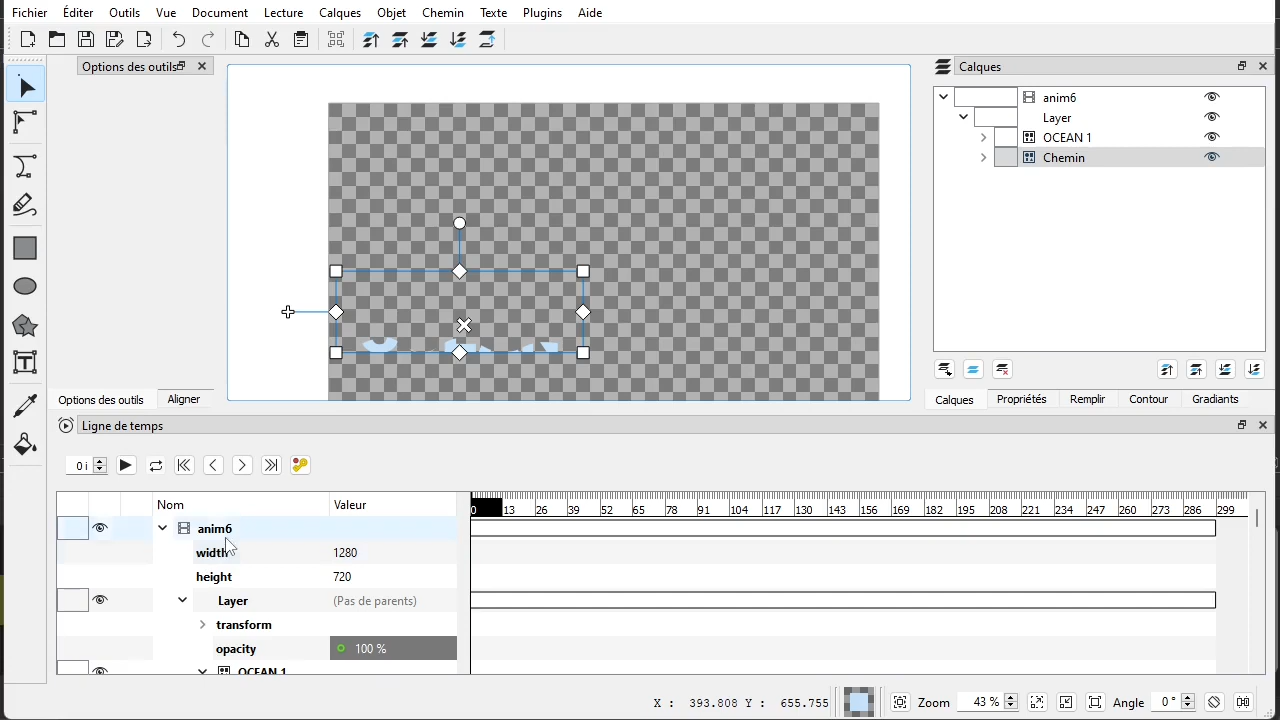 Fichier Éditer Outils Vue Document Lecture Calques Objet Chemin Texte Plugins Aide
Options des outils
Calques
anim6
Layer
OCEAN 1
Chemin
Options des outils Aligner
Calques Propriétés Remplir Contour Gradients
Ligne de temps
0 i
Nom Valeur
0 13 26 39 52 65 78 91 104 117 130 143 156 169 182 195 208 221 234 247 260 273 286 299
anim6
width 1280
height 720
Layer (Pas de parents)
transform
opacity 100 %
OCEAN 1
X : 393.808 Y : 655.755 Zoom 43 % Angle 0 °